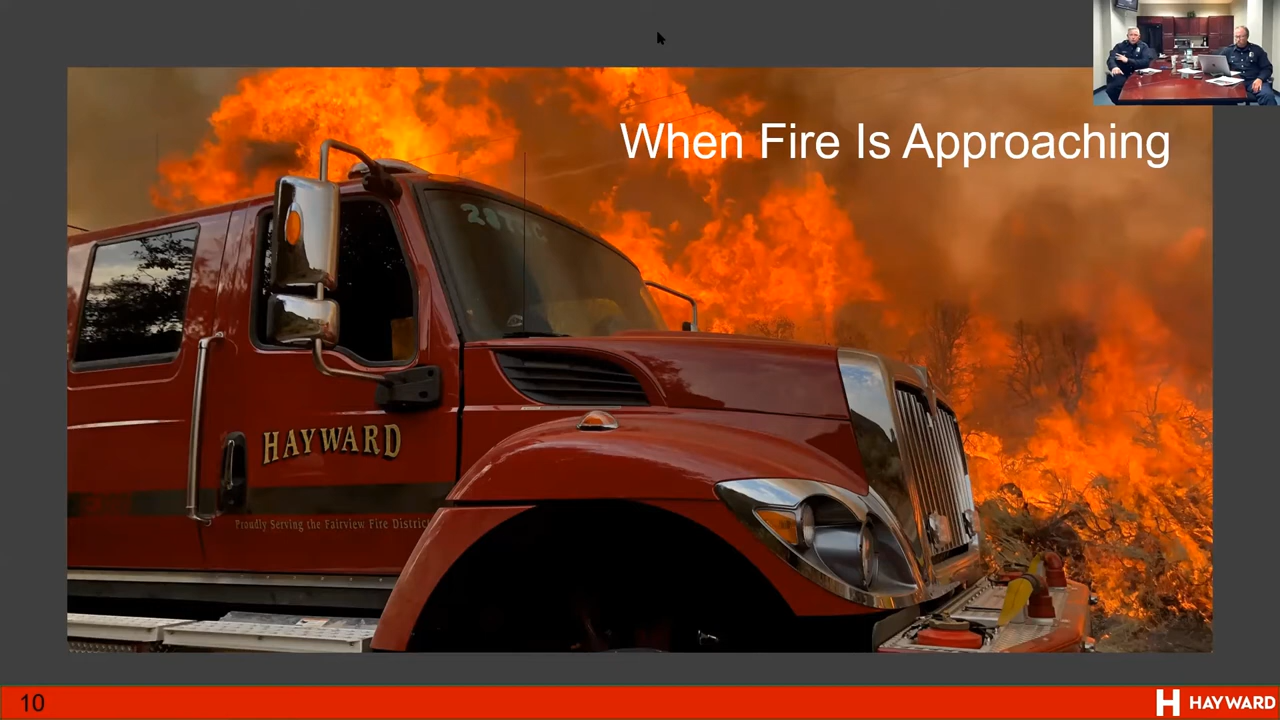 When Fire Is Approaching
HAYWARD
Proudly Serving the Fairview Fire District
10
H HAYWARD